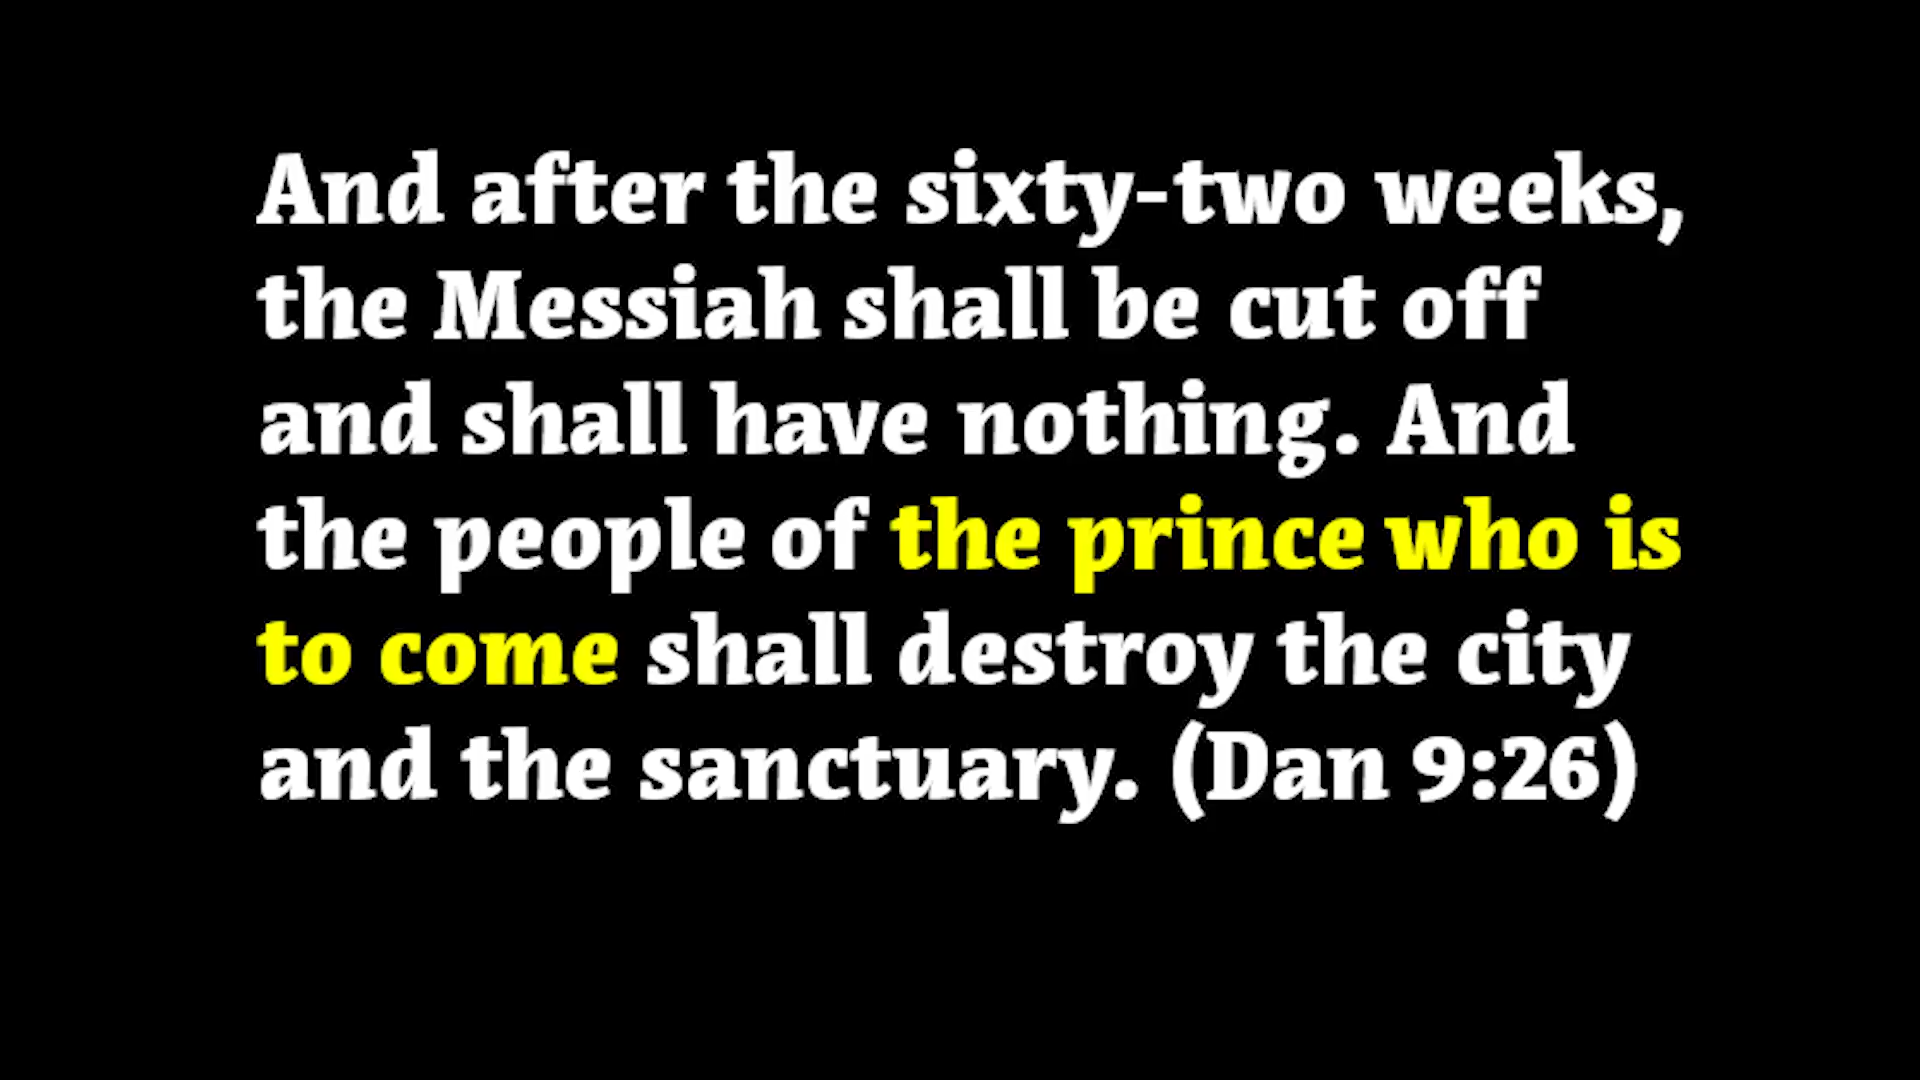 And after the sixty-two weeks,
the Messiah shall be cut off
and shall have nothing. And
the people of the prince who is
to come shall destroy the city
and the sanctuary. (Dan 9:26)